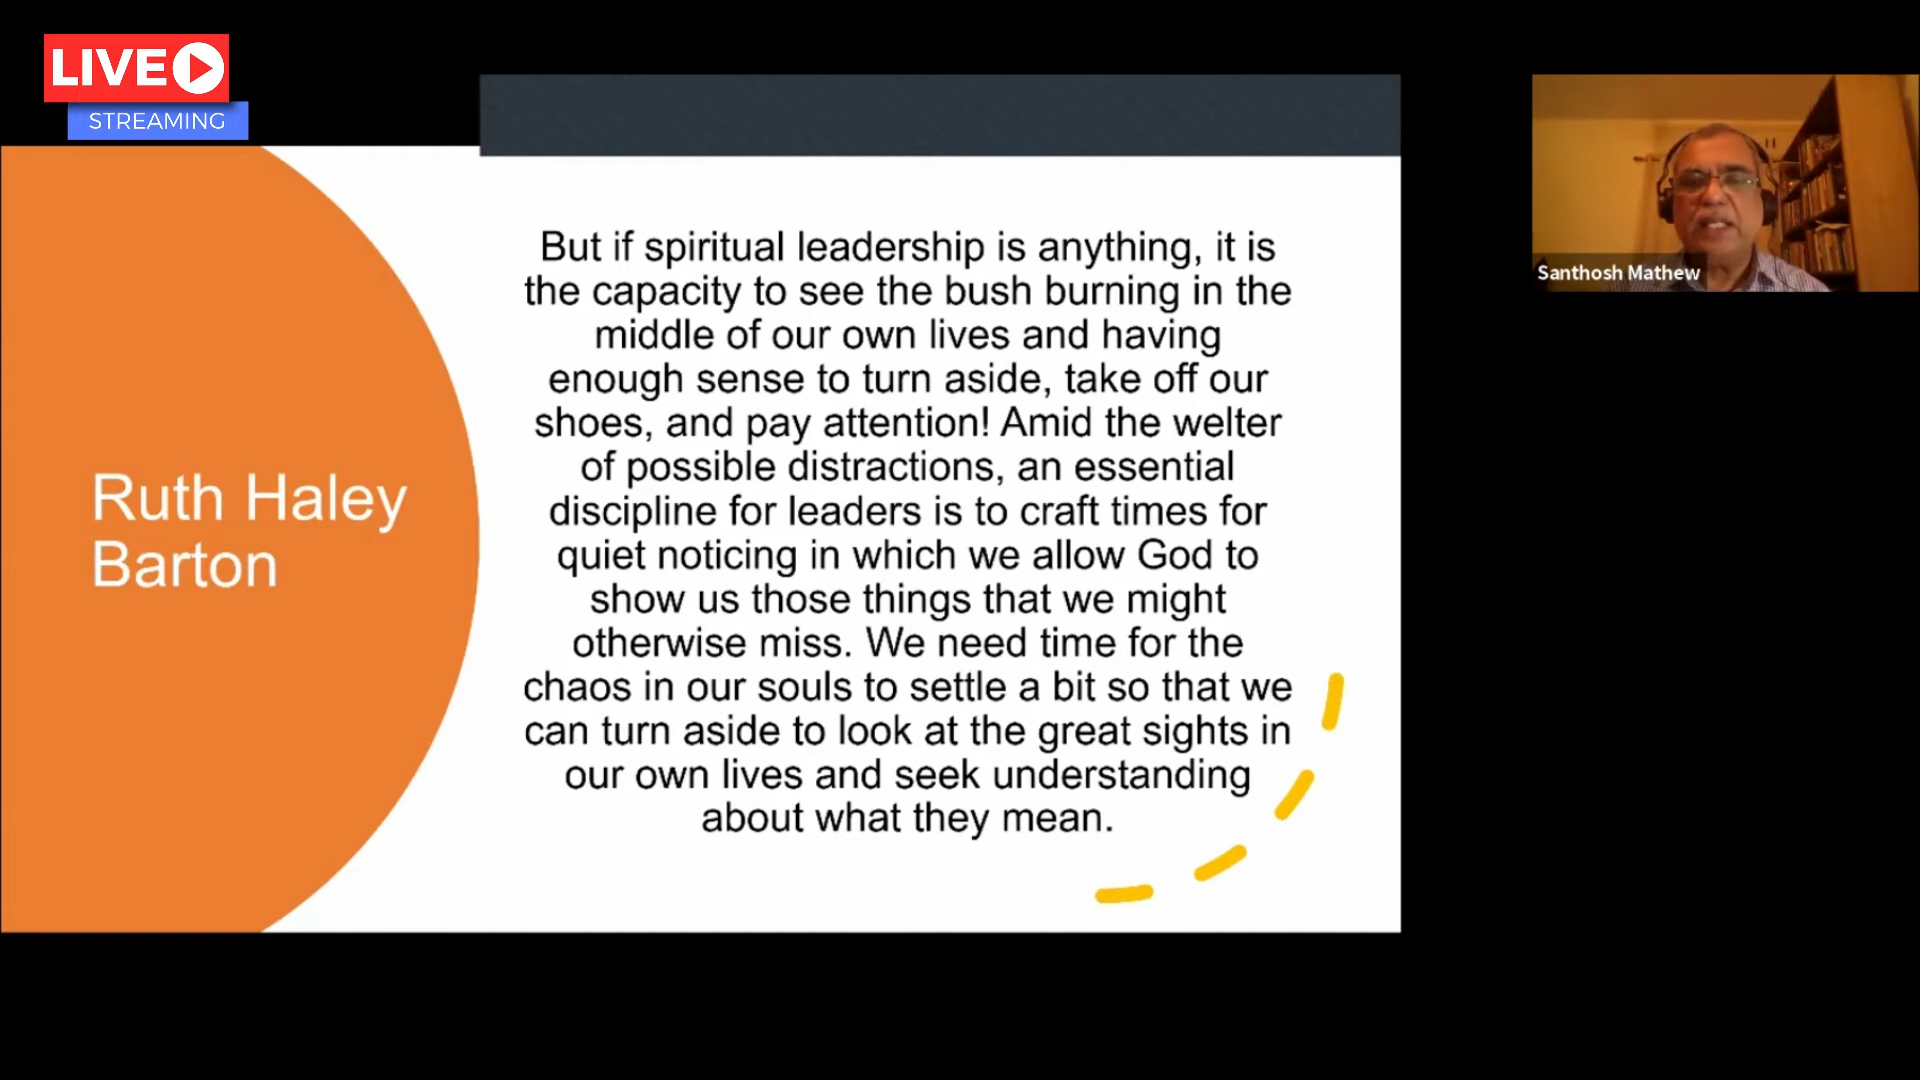 LIVE
STREAMING
Ruth Haley
Barton
But if spiritual leadership is anything, it is
the capacity to see the bush burning in the
middle of our own lives and having
enough sense to turn aside, take off our
shoes, and pay attention! Amid the welter
of possible distractions, an essential
discipline for leaders is to craft times for
quiet noticing in which we allow God to
show us those things that we might
otherwise miss. We need time for the
chaos in our souls to settle a bit so that we
can turn aside to look at the great sights in
our own lives and seek understanding
about what they mean.
Santhosh Mathew